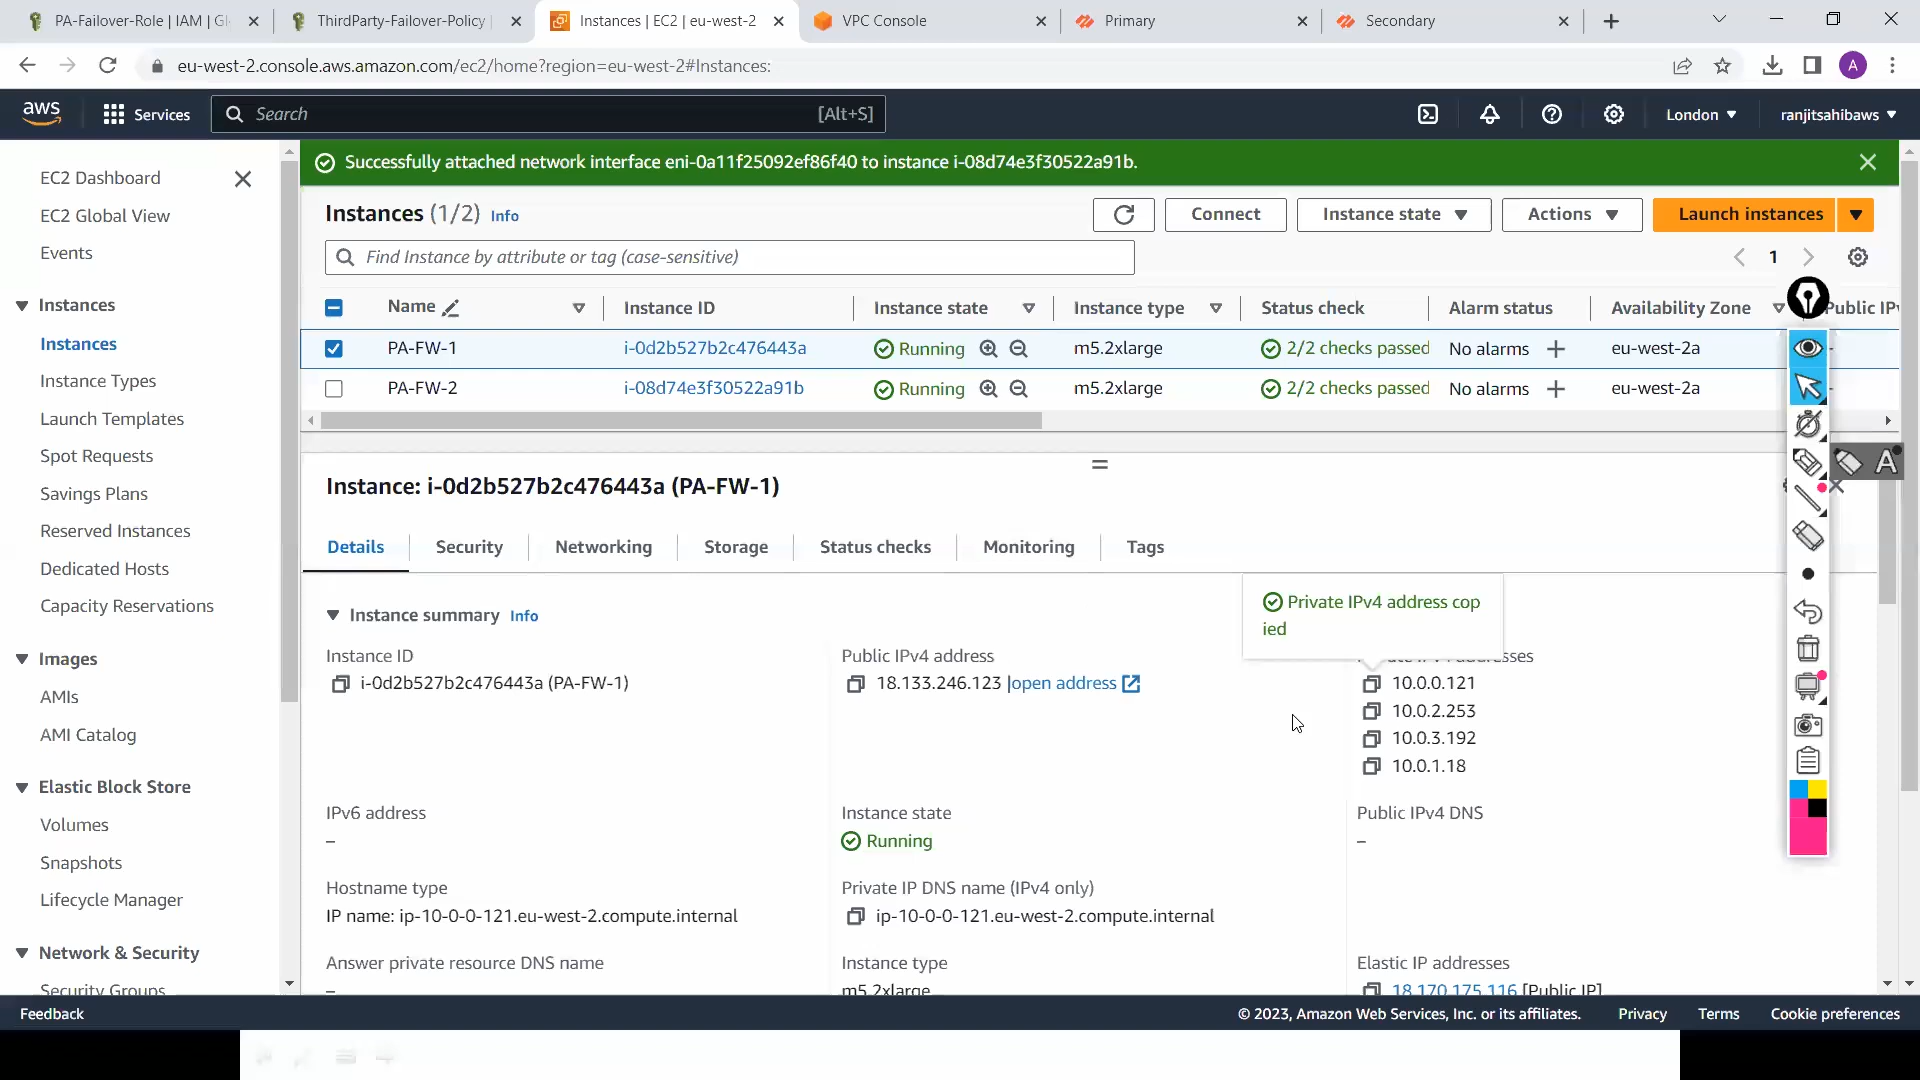 PA-Failover-Role | IAM | Gl
ThirdParty-Failover-Policy |
Instances | EC2 | eu-west-2
VPC Console
Primary
Secondary
eu-west-2.console.aws.amazon.com/ec2/home?region=eu-west-2#Instances:
A
aws
Services
Search
[Alt+S]
London
ranjitsahibaws
EC2 Dashboard
EC2 Global View
Events
Instances
Instances
Instance Types
Launch Templates
Spot Requests
Savings Plans
Reserved Instances
Dedicated Hosts
Capacity Reservations
Images
AMIs
AMI Catalog
Elastic Block Store
Volumes
Snapshots
Lifecycle Manager
Network & Security
Security Groups
Successfully attached network interface eni-0a11f25092ef86f40 to instance i-08d74e3f30522a91b.
Instances (1/2) Info
Connect
Instance state
Actions
Launch instances
Find Instance by attribute or tag (case-sensitive)
1
Name Instance ID Instance state Instance type Status check Alarm status Availability Zone Public IPv
PA-FW-1 i-0d2b527b2c476443a Running m5.2xlarge 2/2 checks passed No alarms eu-west-2a –
PA-FW-2 i-08d74e3f30522a91b Running m5.2xlarge 2/2 checks passed No alarms eu-west-2a –
A
Instance: i-0d2b527b2c476443a (PA-FW-1)
Details Security Networking Storage Status checks Monitoring Tags
Private IPv4 address cop
ied
Instance summary Info
Instance ID
i-0d2b527b2c476443a (PA-FW-1)
Public IPv4 address
18.133.246.123 |open address
10.0.0.121
10.0.2.253
10.0.3.192
10.0.1.18
IPv6 address
–
Instance state
Running
Public IPv4 DNS
–
Hostname type
IP name: ip-10-0-0-121.eu-west-2.compute.internal
Private IP DNS name (IPv4 only)
ip-10-0-0-121.eu-west-2.compute.internal
Answer private resource DNS name
–
Instance type
m5.2xlarge
Elastic IP addresses
18.170.175.116 [Public IP]
Feedback
© 2023, Amazon Web Services, Inc. or its affiliates.
Privacy
Terms
Cookie preferences